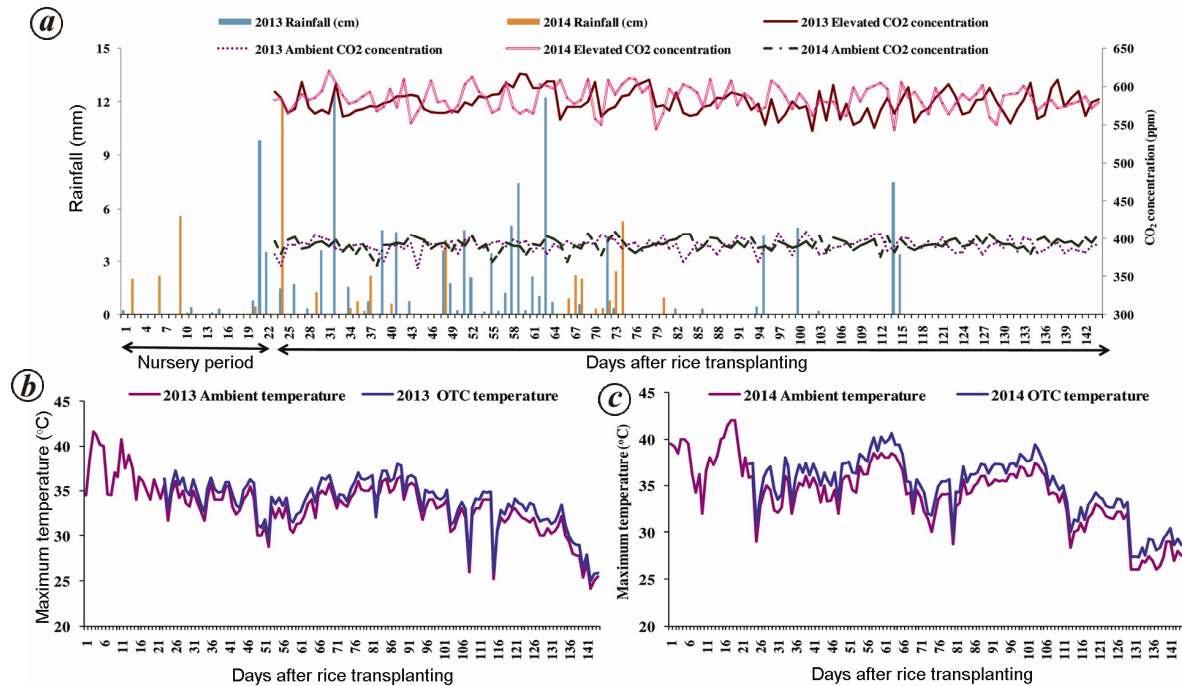 a
2013 Rainfall (cm) 2014 Rainfall (cm) 2013 Elevated CO2 concentration
2013 Ambient CO2 concentration 2014 Elevated CO2 concentration 2014 Ambient CO2 concentration
15
12
9
6
3
0
Rainfall (mm)
650
600
550
500
450
400
350
300
CO₂ concentration (ppm)
1 4 7 10 13 16 19 22 25 28 31 34 37 40 43 46 49 52 55 58 61 64 67 70 73 76 79 82 85 88 91 94 97 100 103 106 109 112 115 118 121 124 127 130 133 136 139 142
Nursery period Days after rice transplanting
b
2013 Ambient temperature 2013 OTC temperature
45
40
35
30
25
20
Maximum temperature (°C)
1 6 11 16 21 26 31 36 41 46 51 56 61 66 71 76 81 86 91 96 101 106 111 116 121 126 131 136 141
Days after rice transplanting
c
2014 Ambient temperature 2014 OTC temperature
45
40
35
30
25
20
Maximum temperature (°C)
1 6 11 16 21 26 31 36 41 46 51 56 61 66 71 76 81 86 91 96 101 106 111 116 121 126 131 136 141
Days after rice transplanting